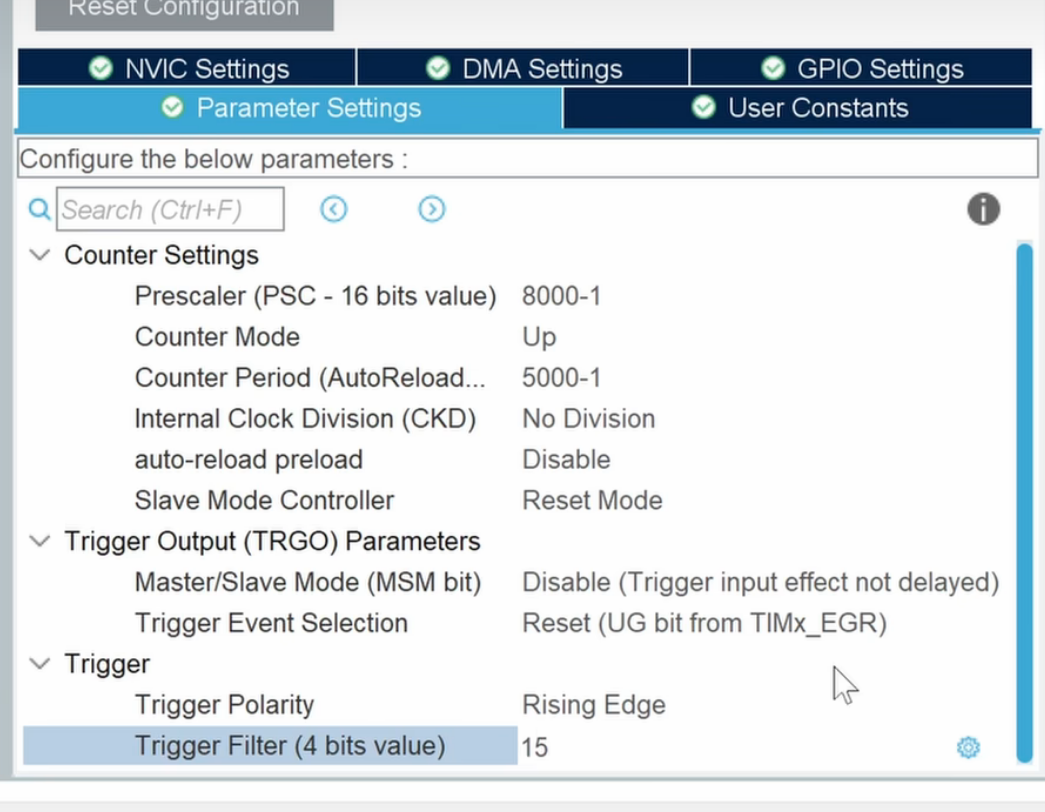 Reset Configuration
NVIC Settings DMA Settings GPIO Settings
Parameter Settings User Constants
Configure the below parameters :
Search (Ctrl+F)
Counter Settings
Prescaler (PSC - 16 bits value) 8000-1
Counter Mode Up
Counter Period (AutoReload... 5000-1
Internal Clock Division (CKD) No Division
auto-reload preload Disable
Slave Mode Controller Reset Mode
Trigger Output (TRGO) Parameters
Master/Slave Mode (MSM bit) Disable (Trigger input effect not delayed)
Trigger Event Selection Reset (UG bit from TIMx_EGR)
Trigger
Trigger Polarity Rising Edge
Trigger Filter (4 bits value) 15